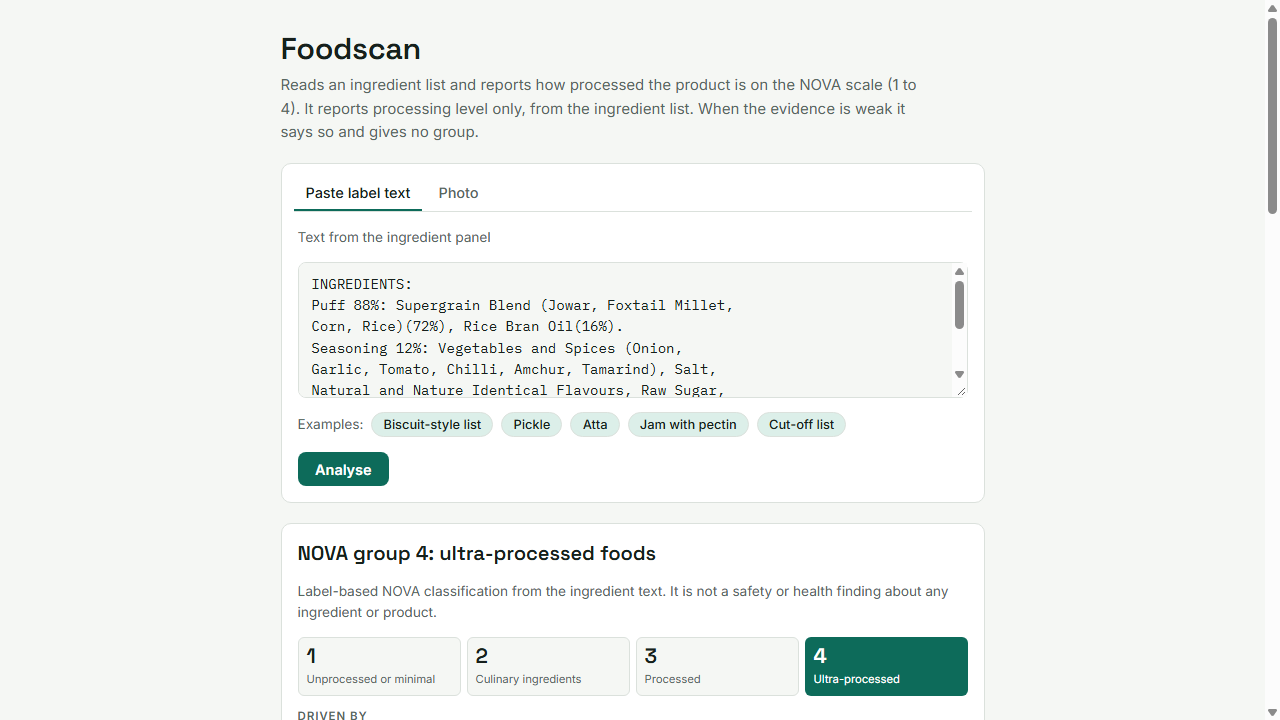 Foodscan
Reads an ingredient list and reports how processed the product is on the NOVA scale (1 to
4). It reports processing level only, from the ingredient list. When the evidence is weak it
says so and gives no group.
Paste label text
Photo
Text from the ingredient panel
INGREDIENTS:
Puff 88%: Supergrain Blend (Jowar, Foxtail Millet,
Corn, Rice)(72%), Rice Bran Oil(16%).
Seasoning 12%: Vegetables and Spices (Onion,
Garlic, Tomato, Chilli, Amchur, Tamarind), Salt,
Natural and Nature Identical Flavours, Raw Sugar,
Examples:
Biscuit-style list
Pickle
Atta
Jam with pectin
Cut-off list
Analyse
NOVA group 4: ultra-processed foods
Label-based NOVA classification from the ingredient text. It is not a safety or health finding about any
ingredient or product.
1
Unprocessed or minimal
2
Culinary ingredients
3
Processed
4
Ultra-processed
DRIVEN BY